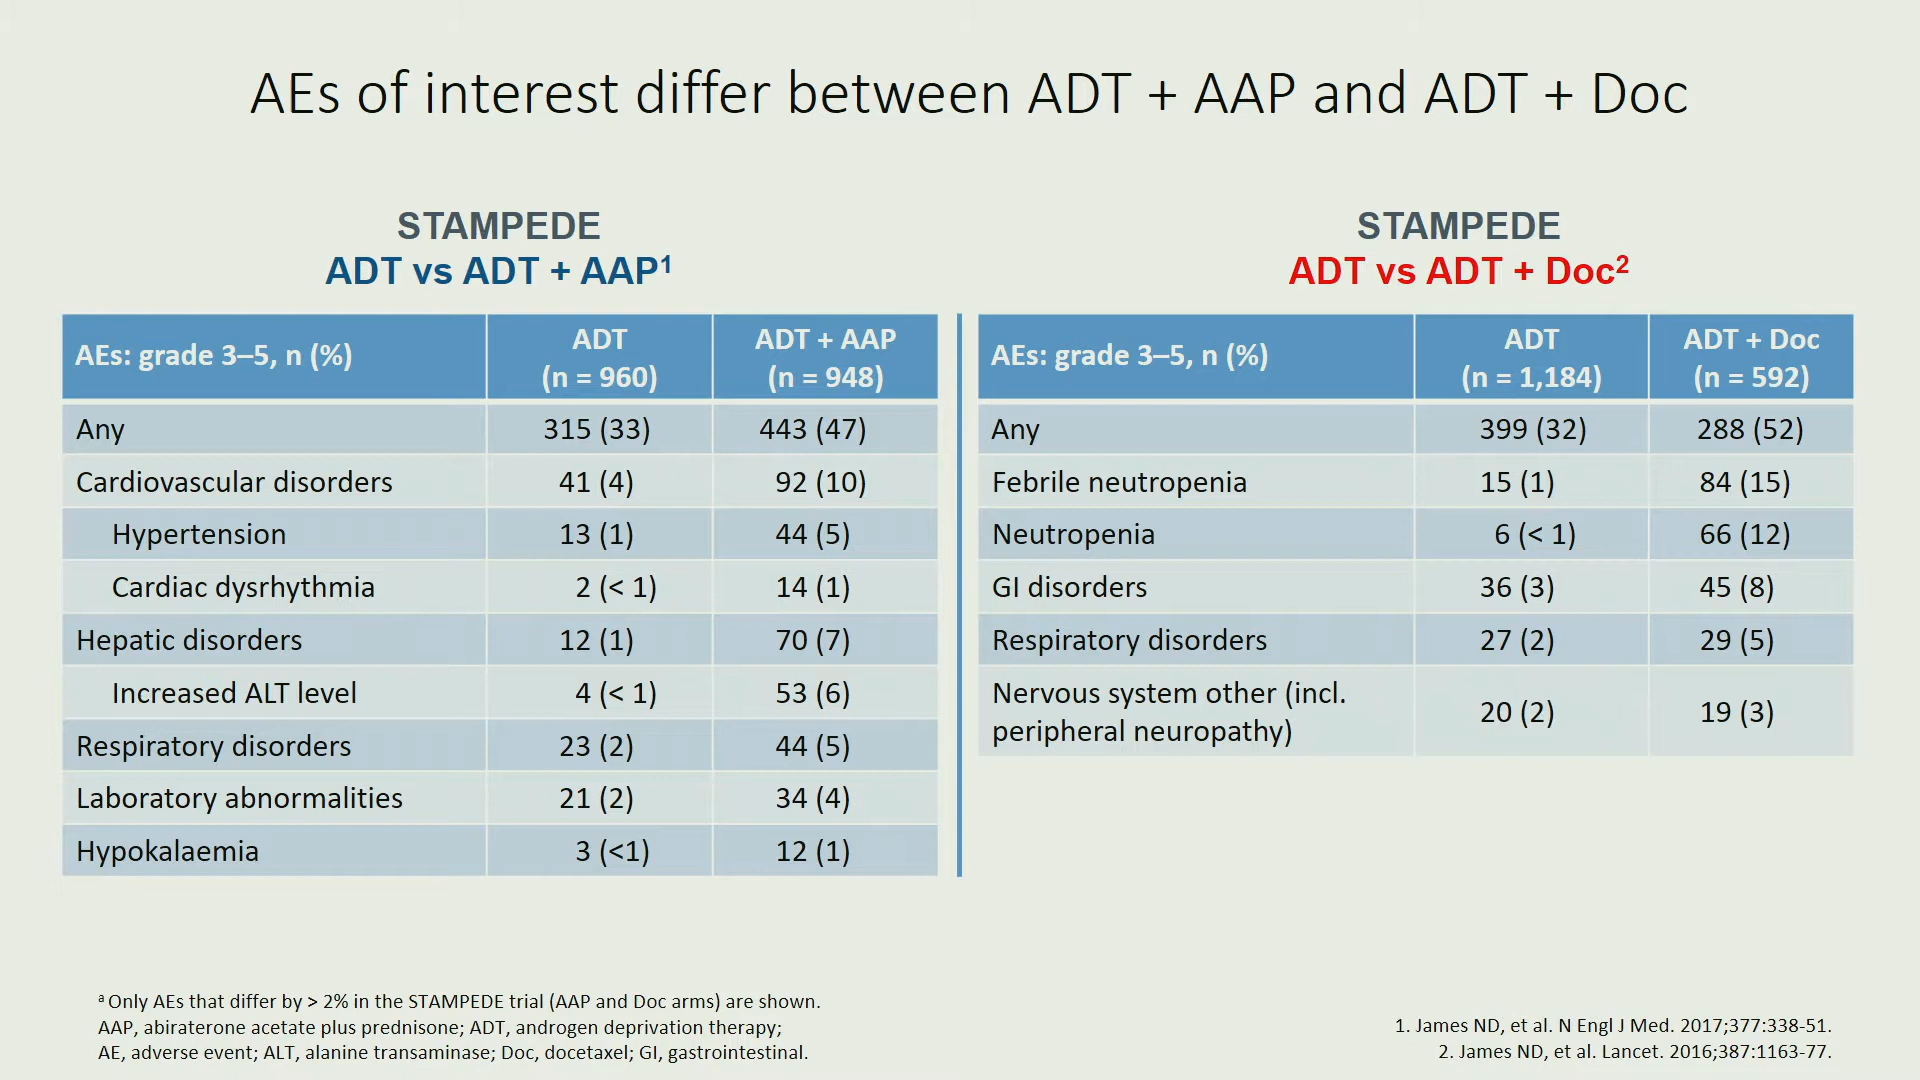 AEs of interest differ between ADT + AAP and ADT + Doc
STAMPEDE
ADT vs ADT + AAP¹
AEs: grade 3–5, n (%) ADT (n = 960) ADT + AAP (n = 948)
Any 315 (33) 443 (47)
Cardiovascular disorders 41 (4) 92 (10)
Hypertension 13 (1) 44 (5)
Cardiac dysrhythmia 2 (< 1) 14 (1)
Hepatic disorders 12 (1) 70 (7)
Increased ALT level 4 (< 1) 53 (6)
Respiratory disorders 23 (2) 44 (5)
Laboratory abnormalities 21 (2) 34 (4)
Hypokalaemia 3 (<1) 12 (1)
STAMPEDE
ADT vs ADT + Doc²
AEs: grade 3–5, n (%) ADT (n = 1,184) ADT + Doc (n = 592)
Any 399 (32) 288 (52)
Febrile neutropenia 15 (1) 84 (15)
Neutropenia 6 (< 1) 66 (12)
GI disorders 36 (3) 45 (8)
Respiratory disorders 27 (2) 29 (5)
Nervous system other (incl.
peripheral neuropathy) 20 (2) 19 (3)
ᵃ Only AEs that differ by > 2% in the STAMPEDE trial (AAP and Doc arms) are shown.
AAP, abiraterone acetate plus prednisone; ADT, androgen deprivation therapy;
AE, adverse event; ALT, alanine transaminase; Doc, docetaxel; GI, gastrointestinal.
1. James ND, et al. N Engl J Med. 2017;377:338-51.
2. James ND, et al. Lancet. 2016;387:1163-77.